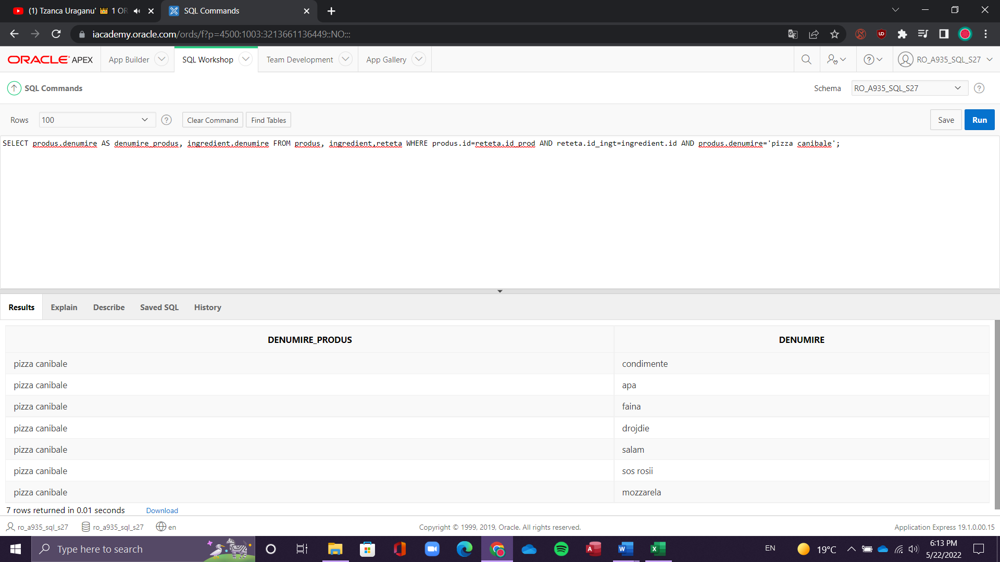 (1) Tzanca Uraganu' 👑 1 OR
SQL Commands
iacademy.oracle.com/ords/f?p=4500:1003:3213661136449::NO:::
ORACLE APEX
App Builder
SQL Workshop
Team Development
App Gallery
RO_A935_SQL_S27
SQL Commands
Schema
RO_A935_SQL_S27
Rows
100
Clear Command
Find Tables
Save
Run
SELECT produs.denumire AS denumire_produs, ingredient.denumire FROM produs, ingredient,reteta WHERE produs.id=reteta.id_prod AND reteta.id_ingt=ingredient.id AND produs.denumire='pizza canibale';
Results
Explain
Describe
Saved SQL
History
DENUMIRE_PRODUS DENUMIRE
pizza canibale condimente
pizza canibale apa
pizza canibale faina
pizza canibale drojdie
pizza canibale salam
pizza canibale sos rosii
pizza canibale mozzarela
7 rows returned in 0.01 seconds
Download
ro_a935_sql_s27
ro_a935_sql_s27
en
Copyright © 1999, 2019, Oracle. All rights reserved.
Application Express 19.1.0.00.15
Type here to search
EN
19°C
6:13 PM
5/22/2022